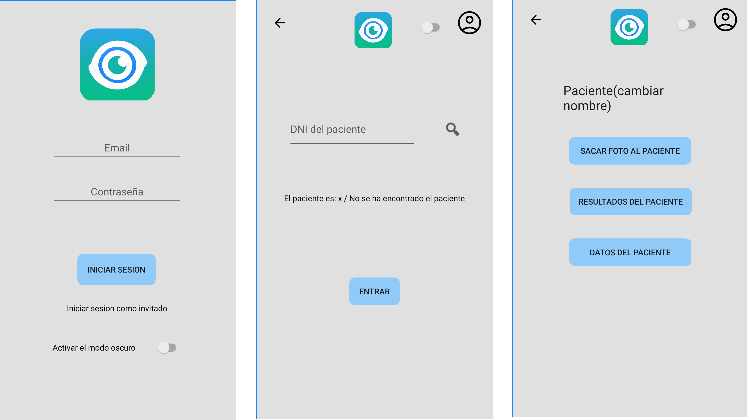 Email
Contraseña
INICIAR SESION
Iniciar sesion como invitado
Activar el modo oscuro
DNI del paciente
El paciente es: x / No se ha encontrado el paciente
ENTRAR
Paciente(cambiar
nombre)
SACAR FOTO AL PACIENTE
RESULTADOS DEL PACIENTE
DATOS DEL PACIENTE